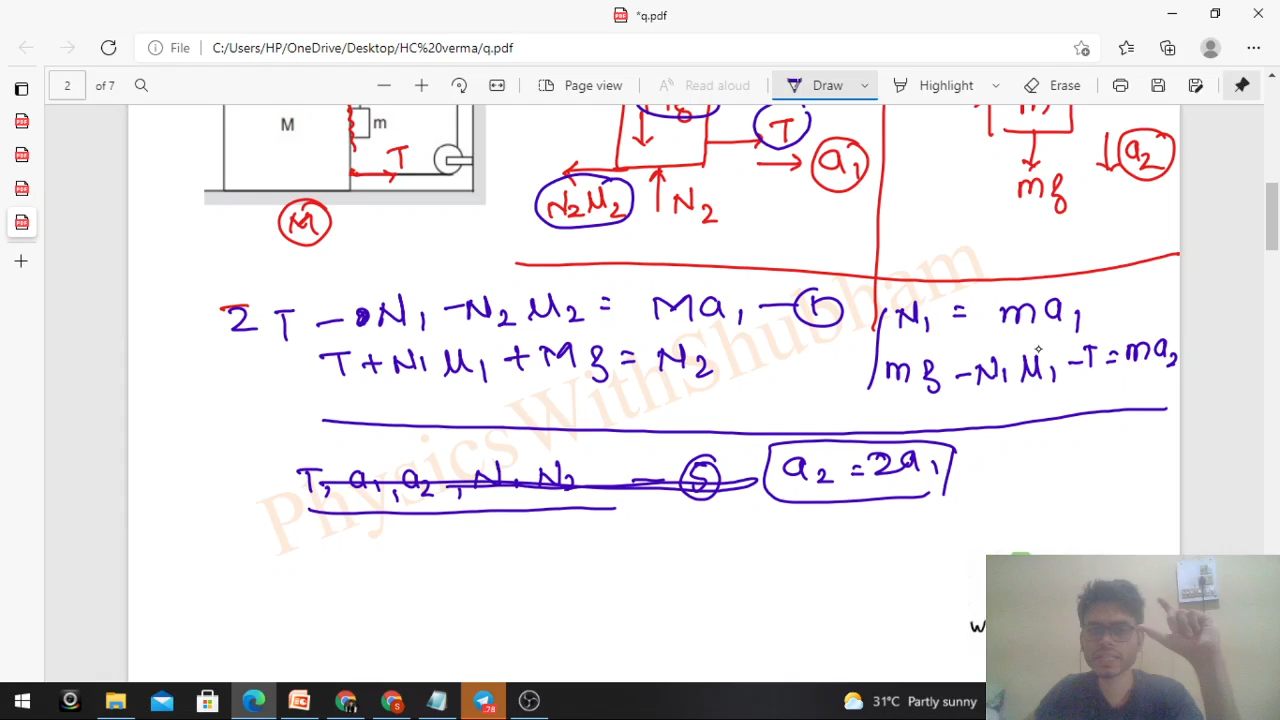 *q.pdf
File C:/Users/HP/OneDrive/Desktop/HC%20verma/q.pdf
2 of 7 Page view Read aloud Draw Highlight Erase
M m T
T a₁ a₂
N₂μ₂ N₂ mg
M
2T - N₁ - N₂μ₂ = Ma₁ - ① N₁ = ma₁
T + N₁μ₁ + Mg = N₂ mg - N₁μ₁ - T = ma₂
T, a₁, a₂, N₁ N₂ - ⑤ a₂ = 2a₁
PhysicsWithShubham
78
31°C Partly sunny